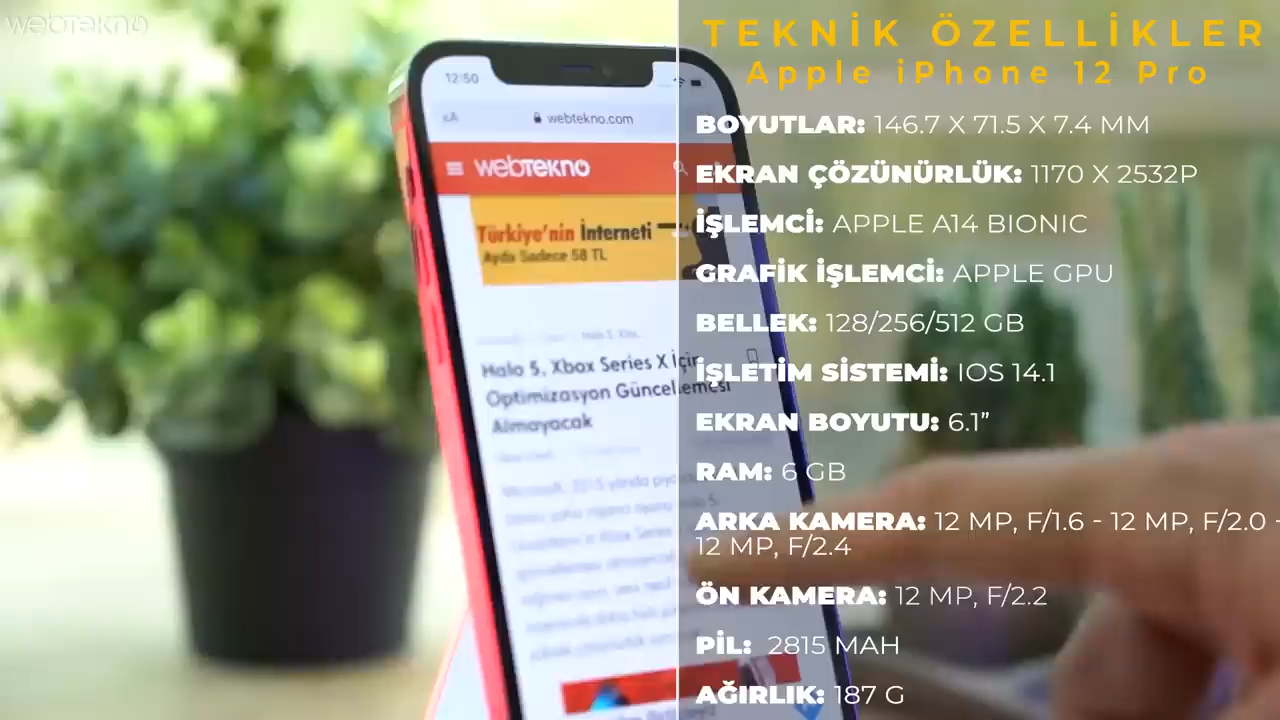 webtekno
TEKNİK ÖZELLİKLER
Apple iPhone 12 Pro
BOYUTLAR: 146.7 X 71.5 X 7.4 MM
EKRAN ÇÖZÜNÜRLÜK: 1170 X 2532P
İŞLEMCİ: APPLE A14 BIONIC
GRAFİK İŞLEMCİ: APPLE GPU
BELLEK: 128/256/512 GB
İŞLETİM SİSTEMİ: IOS 14.1
EKRAN BOYUTU: 6.1”
RAM: 6 GB
ARKA KAMERA: 12 MP, F/1.6 - 12 MP, F/2.0 -
12 MP, F/2.4
ÖN KAMERA: 12 MP, F/2.2
PİL: 2815 MAH
AĞIRLIK: 187 G
12:50
AA webtekno.com
webtekno
Türkiye'nin İnterneti
Ayda Sadece 58 TL
Halo 5, Xbox Series X İçin
Optimizasyon Güncellemesi
Almayacak